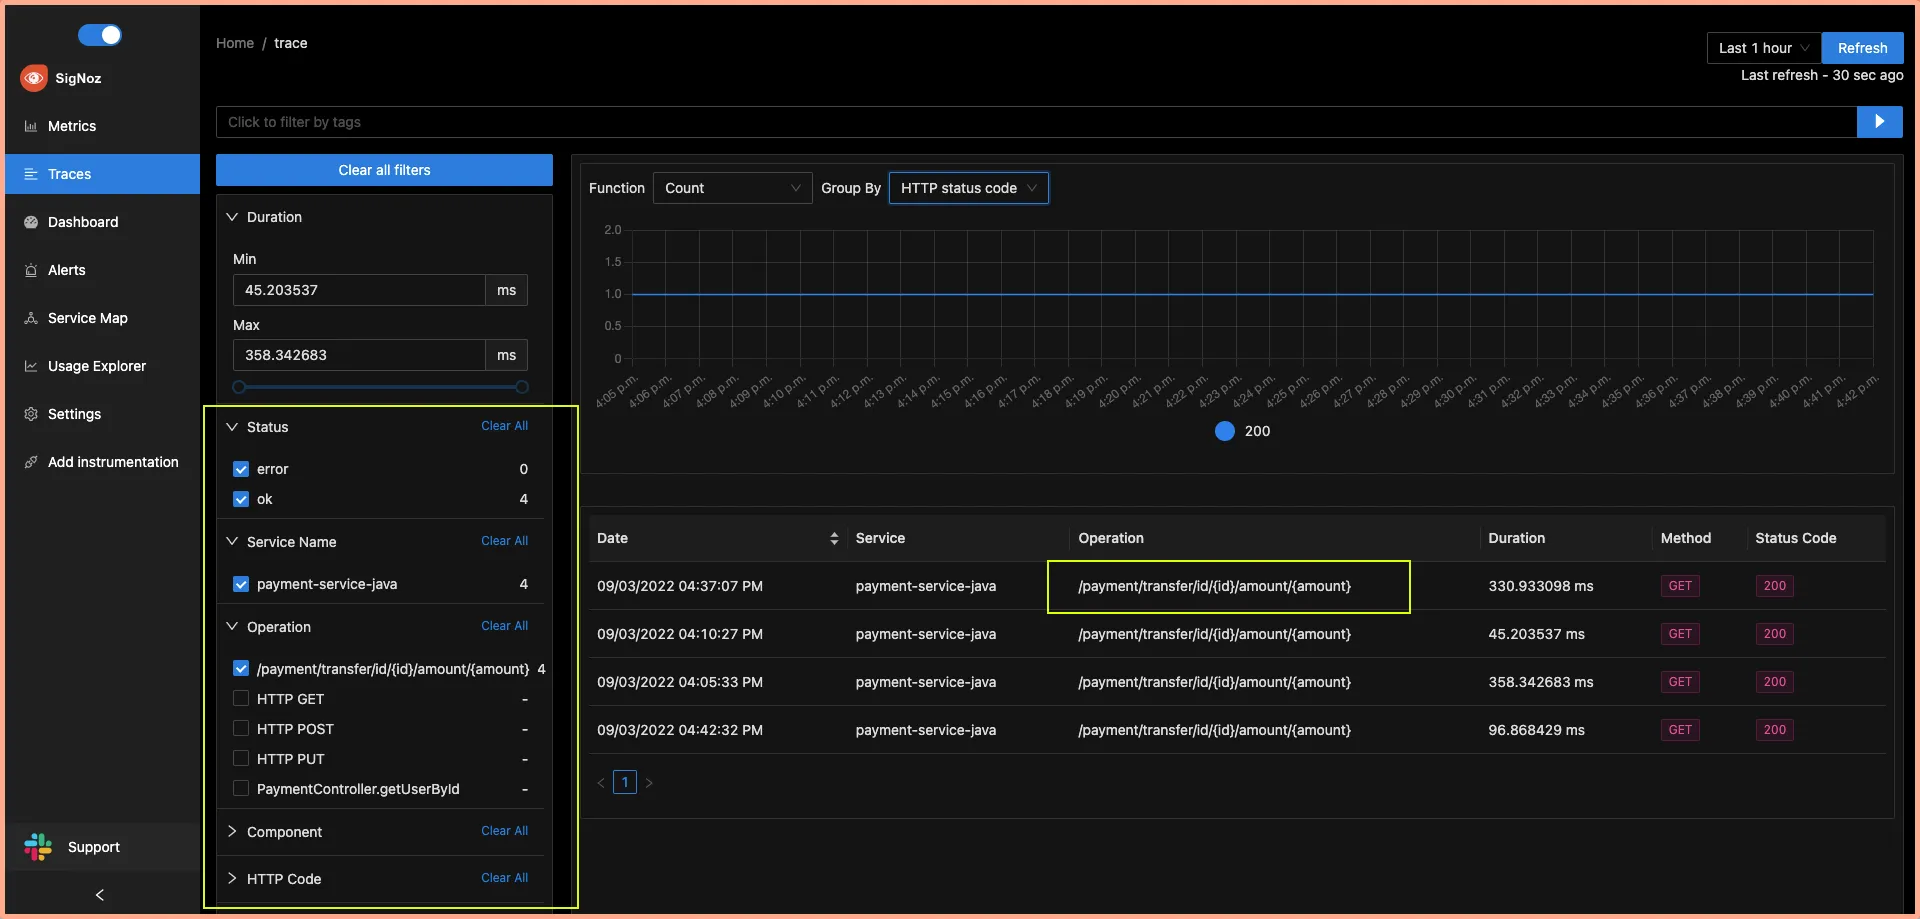 SigNoz
Metrics
Traces
Dashboard
Alerts
Service Map
Usage Explorer
Settings
Add instrumentation
Support
Home / trace
Last 1 hour
Refresh
Last refresh - 30 sec ago
Click to filter by tags
Clear all filters
Duration
Min
45.203537 ms
Max
358.342683 ms
Status Clear All
error 0
ok 4
Service Name Clear All
payment-service-java 4
Operation Clear All
/payment/transfer/id/{id}/amount/{amount} 4
HTTP GET -
HTTP POST -
HTTP PUT -
PaymentController.getUserById -
Component Clear All
HTTP Code Clear All
Function Count Group By HTTP status code
2.0
1.5
1.0
0.5
0
4:05 p.m. 4:06 p.m. 4:07 p.m. 4:08 p.m. 4:09 p.m. 4:10 p.m. 4:11 p.m. 4:12 p.m. 4:13 p.m. 4:14 p.m. 4:15 p.m. 4:16 p.m. 4:17 p.m. 4:18 p.m. 4:19 p.m. 4:20 p.m. 4:21 p.m. 4:22 p.m. 4:23 p.m. 4:24 p.m. 4:25 p.m. 4:26 p.m. 4:27 p.m. 4:28 p.m. 4:29 p.m. 4:30 p.m. 4:31 p.m. 4:32 p.m. 4:33 p.m. 4:34 p.m. 4:35 p.m. 4:36 p.m. 4:37 p.m. 4:38 p.m. 4:39 p.m. 4:40 p.m. 4:41 p.m. 4:42 p.m.
200
Date Service Operation Duration Method Status Code
09/03/2022 04:37:07 PM payment-service-java /payment/transfer/id/{id}/amount/{amount} 330.933098 ms GET 200
09/03/2022 04:10:27 PM payment-service-java /payment/transfer/id/{id}/amount/{amount} 45.203537 ms GET 200
09/03/2022 04:05:33 PM payment-service-java /payment/transfer/id/{id}/amount/{amount} 358.342683 ms GET 200
09/03/2022 04:42:32 PM payment-service-java /payment/transfer/id/{id}/amount/{amount} 96.868429 ms GET 200
< 1 >